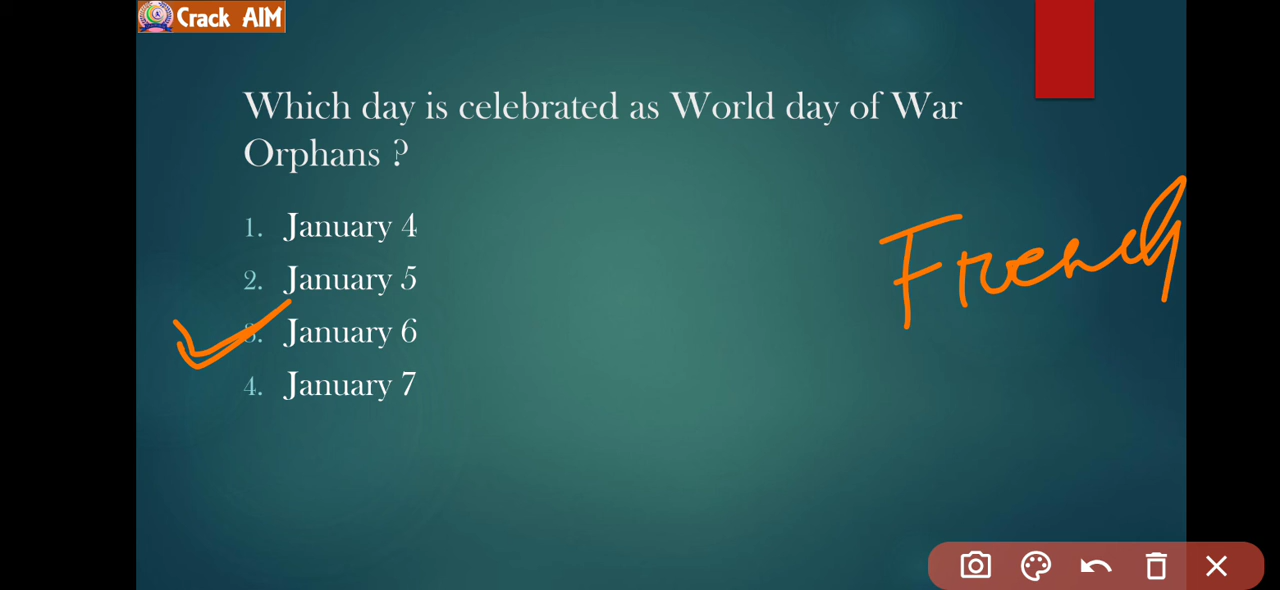 Crack AIM
Which day is celebrated as World day of War
Orphans ?
1. January 4
2. January 5
3. January 6
4. January 7
French